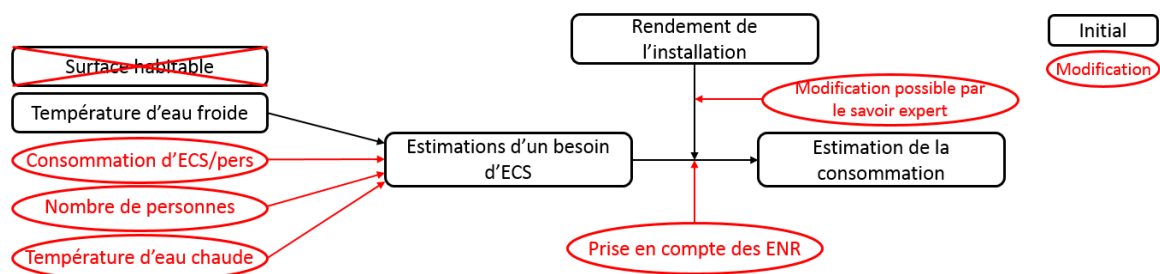 Rendement de
l'installation
Initial
Surface habitable
Modification
Température d'eau froide
Modification possible par
le savoir expert
Consommation d'ECS/pers
Estimations d'un besoin
d'ECS
Estimation de la
consommation
Nombre de personnes
Température d'eau chaude
Prise en compte des ENR